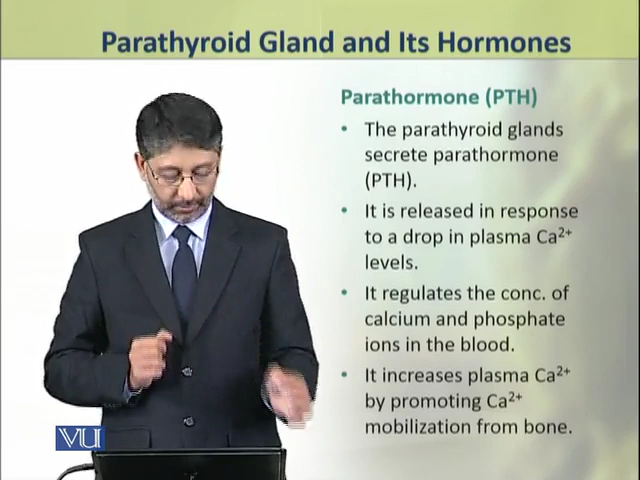 Parathyroid Gland and Its Hormones
Parathormone (PTH)
• The parathyroid glands
secrete parathormone
(PTH).
• It is released in response
to a drop in plasma Ca²⁺
levels.
• It regulates the conc. of
calcium and phosphate
ions in the blood.
• It increases plasma Ca²⁺
by promoting Ca²⁺
mobilization from bone.
VU